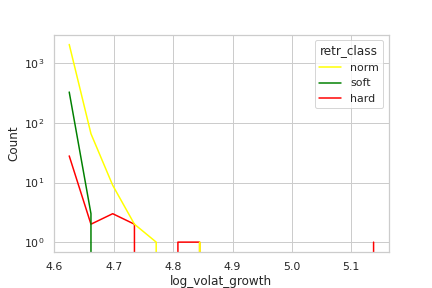 retr_class
norm
soft
hard
10³
10²
10¹
10⁰
Count
4.6 4.7 4.8 4.9 5.0 5.1
log_volat_growth